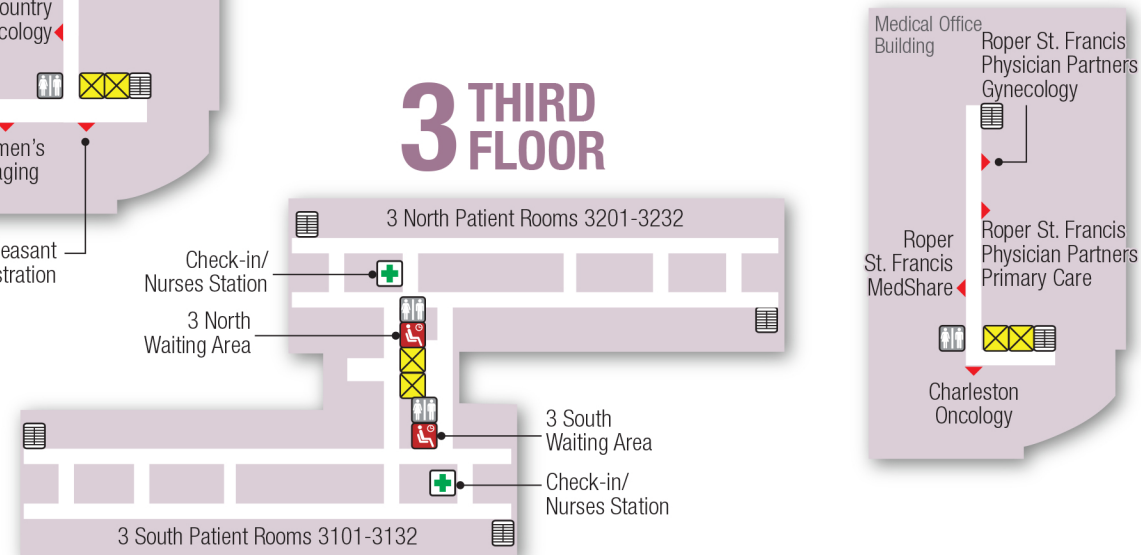 3 THIRD
FLOOR
3 North Patient Rooms 3201-3232
Check-in/
Nurses Station
3 North
Waiting Area
3 South
Waiting Area
Check-in/
Nurses Station
3 South Patient Rooms 3101-3132
Medical Office
Building
Roper St. Francis
Physician Partners
Gynecology
Roper St. Francis
Physician Partners
Primary Care
Roper
St. Francis
MedShare
Charleston
Oncology